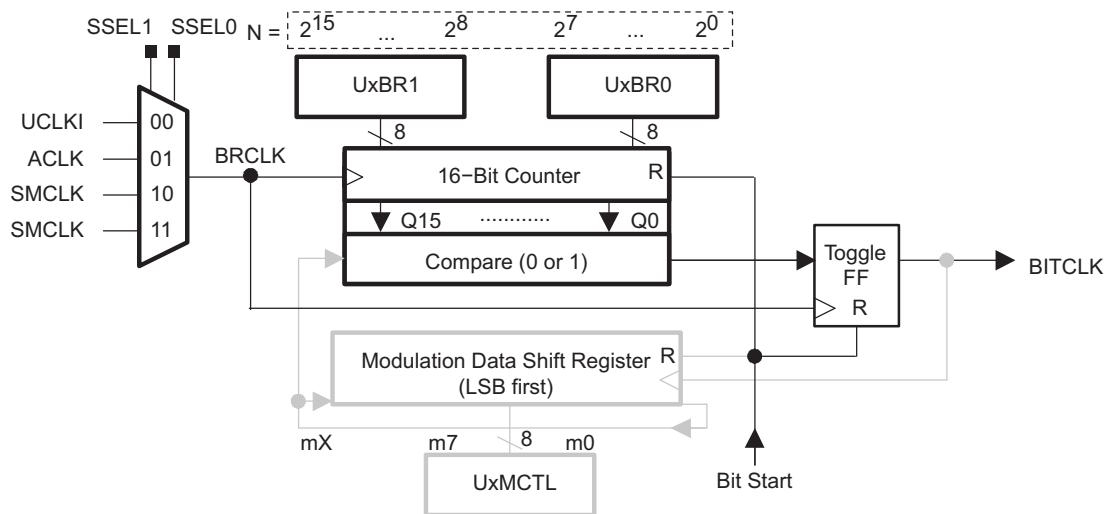 SSEL1 SSEL0 N = 2^15 ... 2^8 2^7 ... 2^0
UxBR1 UxBR0
UCLKI 00 8 8
ACLK 01 BRCLK
SMCLK 10 16−Bit Counter R
SMCLK 11 Q15 ............ Q0
Compare (0 or 1) Toggle
FF BITCLK
R
Modulation Data Shift Register R
(LSB first)
mX m7 8 m0
UxMCTL Bit Start